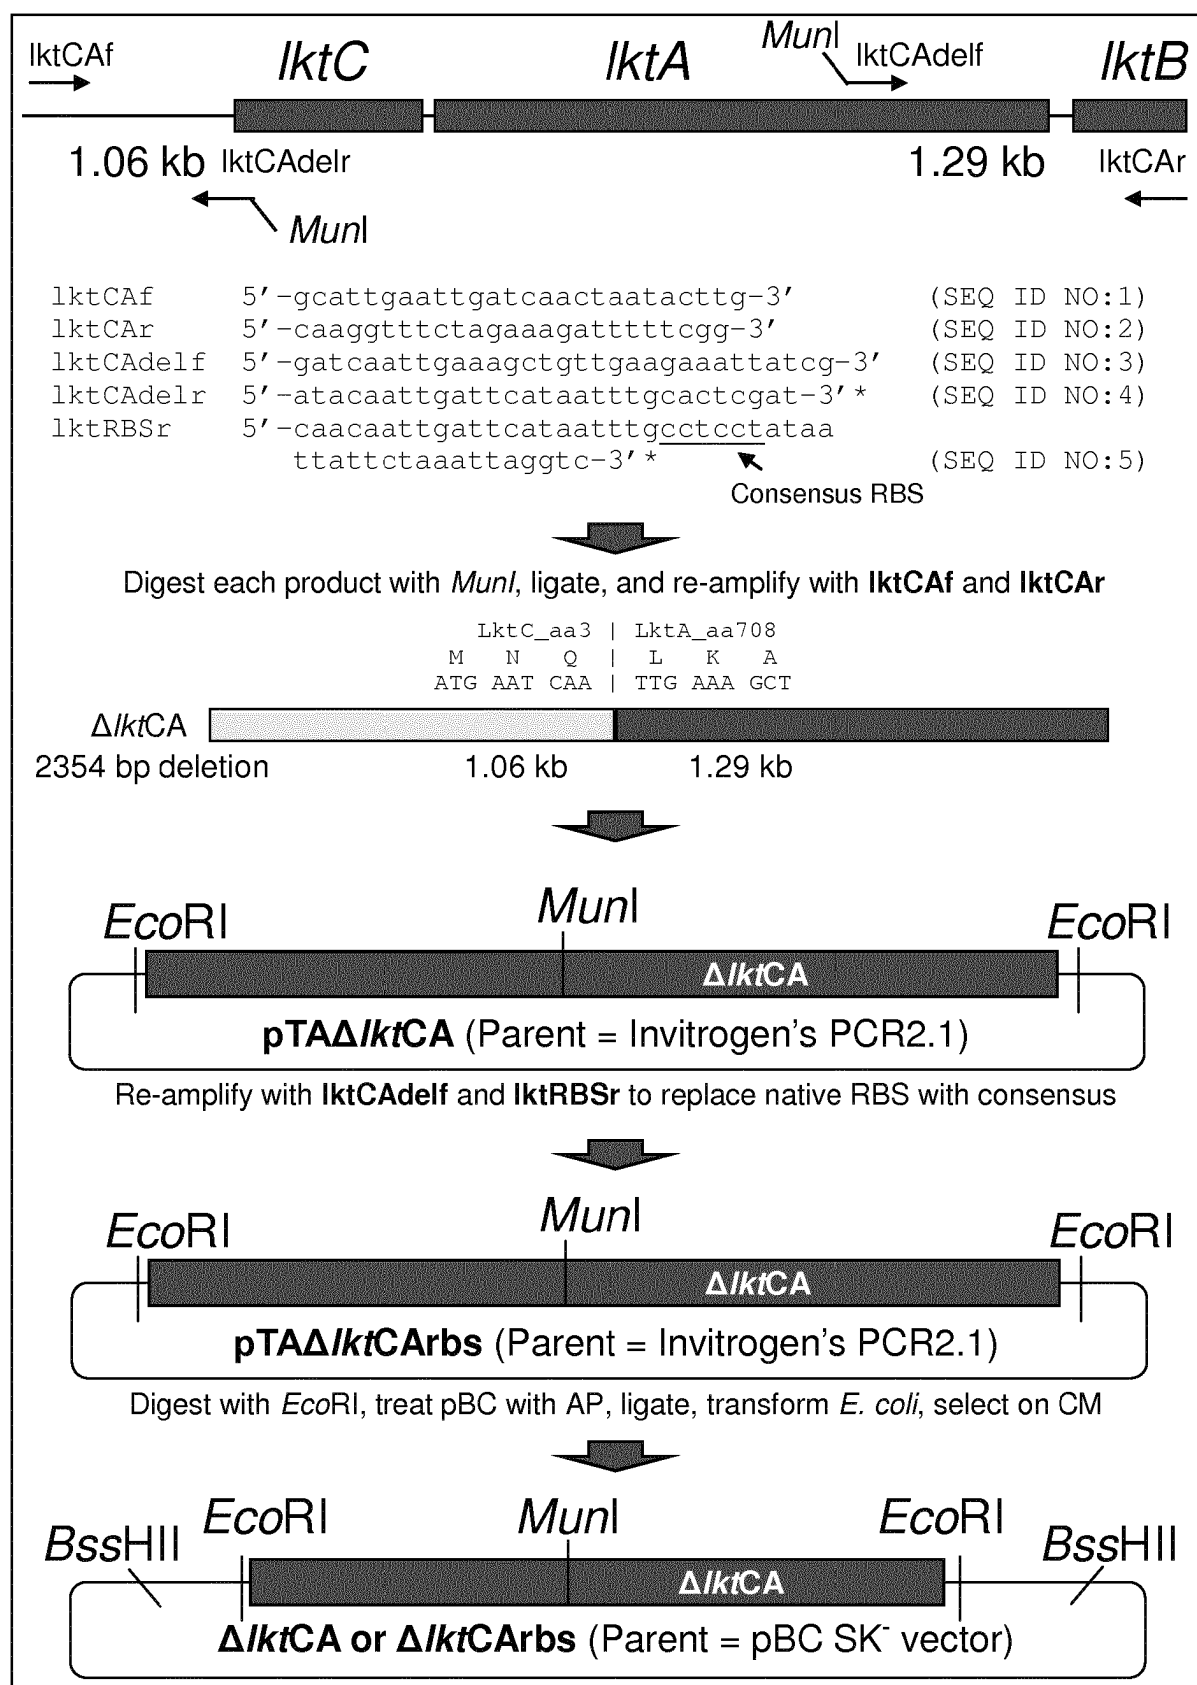 lktCAf lktC lktA MunI lktCAdelf lktB
1.06 kb lktCAdelr 1.29 kb lktCAr
MunI
lktCAf 5’-gcattgaattgatcaactaatacttg-3’ (SEQ ID NO:1)
lktCAr 5’-caaggtttctagaaagatttttcgg-3’ (SEQ ID NO:2)
lktCAdelf 5’-gatcaattgaaagctgttgaagaaattatcg-3’ (SEQ ID NO:3)
lktCAdelr 5’-atacaattgattcataatttgcactcgat-3’* (SEQ ID NO:4)
lktRBSr 5’-caacaattgattcataatttgcctcctataa
ttattctaaattaggtc-3’* (SEQ ID NO:5)
Consensus RBS
Digest each product with MunI, ligate, and re-amplify with lktCAf and lktCAr
LktC_aa3 | LktA_aa708
M N Q | L K A
ATG AAT CAA | TTG AAA GCT
ΔlktCA
2354 bp deletion 1.06 kb 1.29 kb
EcoRI MunI EcoRI
ΔlktCA
pTAΔlktCA (Parent = Invitrogen’s PCR2.1)
Re-amplify with lktCAdelf and lktRBSr to replace native RBS with consensus
EcoRI MunI EcoRI
ΔlktCA
pTAΔlktCArbs (Parent = Invitrogen’s PCR2.1)
Digest with EcoRI, treat pBC with AP, ligate, transform E. coli, select on CM
BssHII EcoRI MunI EcoRI BssHII
ΔlktCA
ΔlktCA or ΔlktCArbs (Parent = pBC SK⁻ vector)